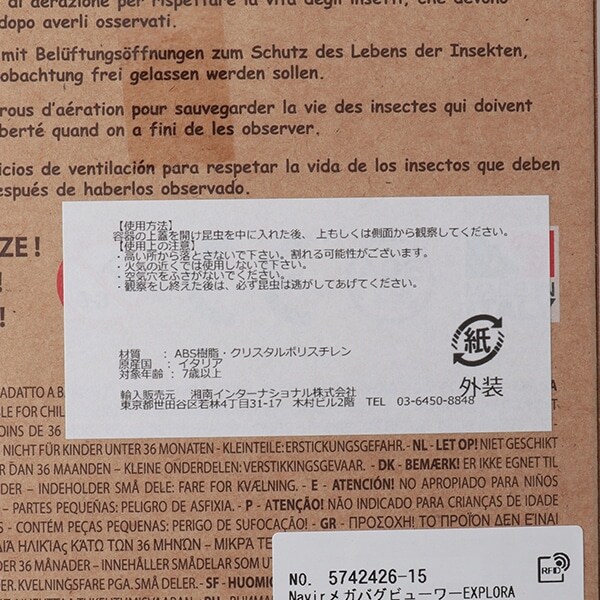 di aerazione per rispettare la vita degli insetti, che devono
dopo averli osservati.
mit Belüftungsöffnungen zum Schutz des Lebens der Insekten,
obachtung frei gelassen werden sollen.
rous d'aération pour sauvegarder la vie des insectes qui doivent
berté quand on a fini de les observer.
icios de ventilación para respetar la vida de los insectos que deben
espués de haberlos observado.
【使用方法】
容器の上蓋を開け昆虫を中に入れた後、上もしくは側面から観察してください。
【使用上の注意】
・高い所から落とさないで下さい。割れる可能性がございます。
・火気の近くでは使用しないで下さい。
・空気穴をふさがないでください。
・観察をし終えた後は、必ず昆虫は逃がしてあげてください。
ZE !
!
!
材質 : ABS樹脂・クリスタルポリスチレン
原産国 : イタリア
対象年齢 : 7歳以上
紙
外装
輸入販売元 湘南インターナショナル株式会社
東京都世田谷区若林4丁目31-17 木村ビル2階 TEL 03-6450-8848
ADATTO A B
BLE FOR CHIL
OINS DE 36
NICHT FÜR KINDER UNTER 36 MONATEN - KLEINTEILE: ERSTICKUNGSGEFAHR. - NL - LET OP! NIET GESCHIKT
R DAN 36 MAANDEN – KLEINE ONDERDELEN: VERSTIKKINGSGEVAAR. - DK - BEMÆRK! ER IKKE EGNET TIL
DER – INDEHOLDER SMÅ DELE: FARE FOR KVÆLNING. - E - ATENCIÓN! NO APROPIADO PARA NIÑOS
– PARTES PEQUEÑAS: PELIGRO DE ASFIXIA. - P - ATENÇÃO! NÃO INDICADO PARA CRIANÇAS DE IDADE
S - CONTÉM PEÇAS PEQUENAS: PERIGO DE SUFOCAÇÃO! - GR - ΠΡΟΣΟΧΗ! ΤΟ ΠΡΟΪΟΝ ΔΕΝ ΕΙΝΑΙ
ΙΑ ΗΛΙΚΙΑς ΚΑΤΩ ΤΩΝ 36 ΜΗΝΩΝ – ΜΙΚΡΑ ΤΕ
DER 36 MÅNADER – INNEHÅLLER SMÅDELAR SOM UT
ER. KVELNINGSFARE PGA. SMÅ DELER. - SF - HUOMIO
RFID
NO. 5742426-15
NavirメガバグビューワーEXPLORA